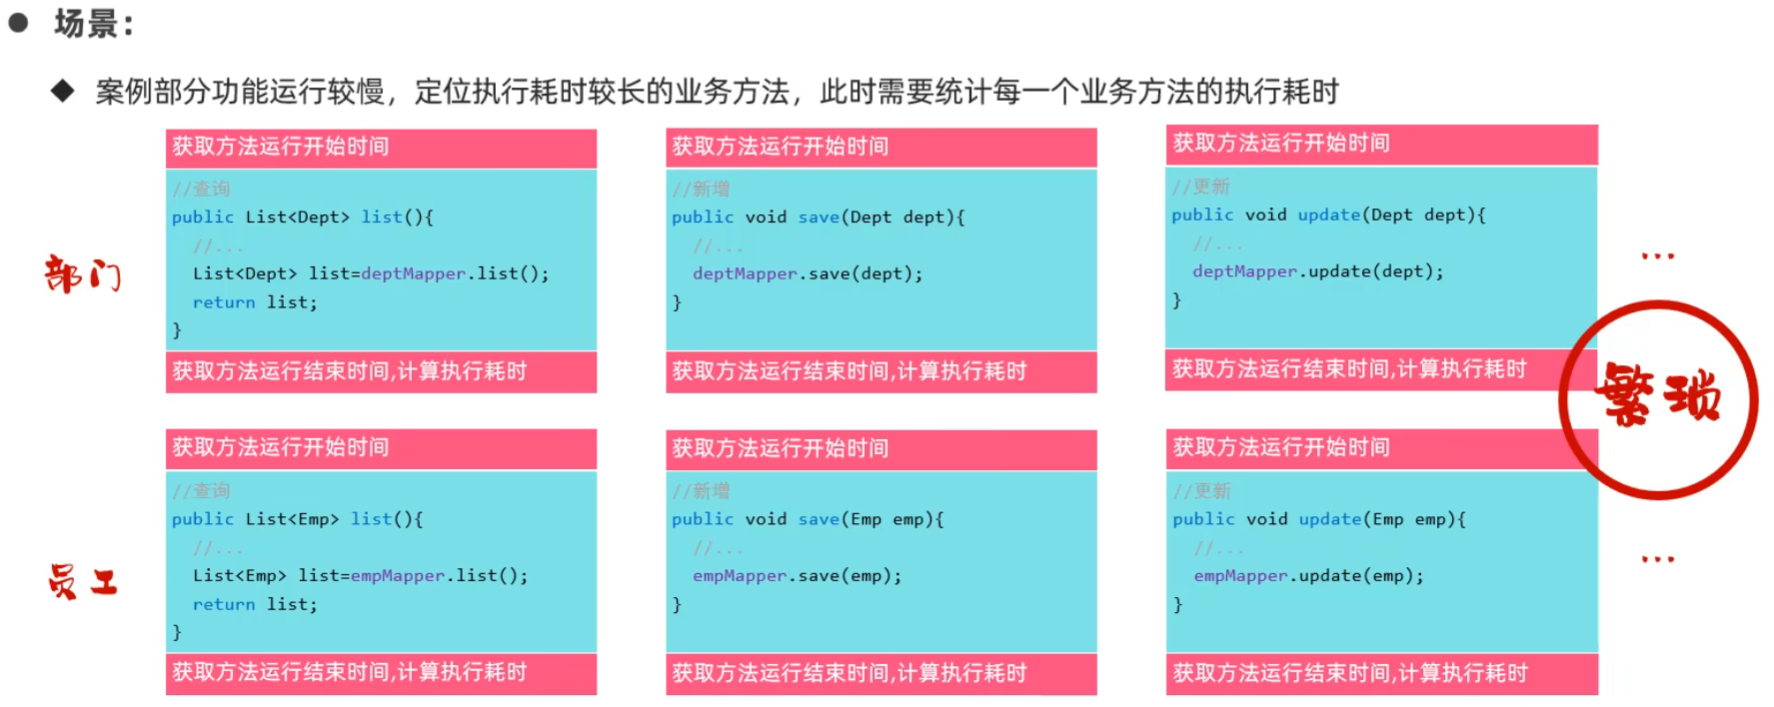 场景：
案例部分功能运行较慢，定位执行耗时较长的业务方法，此时需要统计每一个业务方法的执行耗时
部门
获取方法运行开始时间
//查询
public List<Dept> list(){
//...
List<Dept> list=deptMapper.list();
return list;
}
获取方法运行结束时间,计算执行耗时
获取方法运行开始时间
//新增
public void save(Dept dept){
//...
deptMapper.save(dept);
}
获取方法运行结束时间,计算执行耗时
获取方法运行开始时间
//更新
public void update(Dept dept){
//...
deptMapper.update(dept);
}
获取方法运行结束时间,计算执行耗时
...
繁琐
员工
获取方法运行开始时间
//查询
public List<Emp> list(){
//...
List<Emp> list=empMapper.list();
return list;
}
获取方法运行结束时间,计算执行耗时
获取方法运行开始时间
//新增
public void save(Emp emp){
//...
empMapper.save(emp);
}
获取方法运行结束时间,计算执行耗时
获取方法运行开始时间
//更新
public void update(Emp emp){
//...
empMapper.update(emp);
}
获取方法运行结束时间,计算执行耗时
...